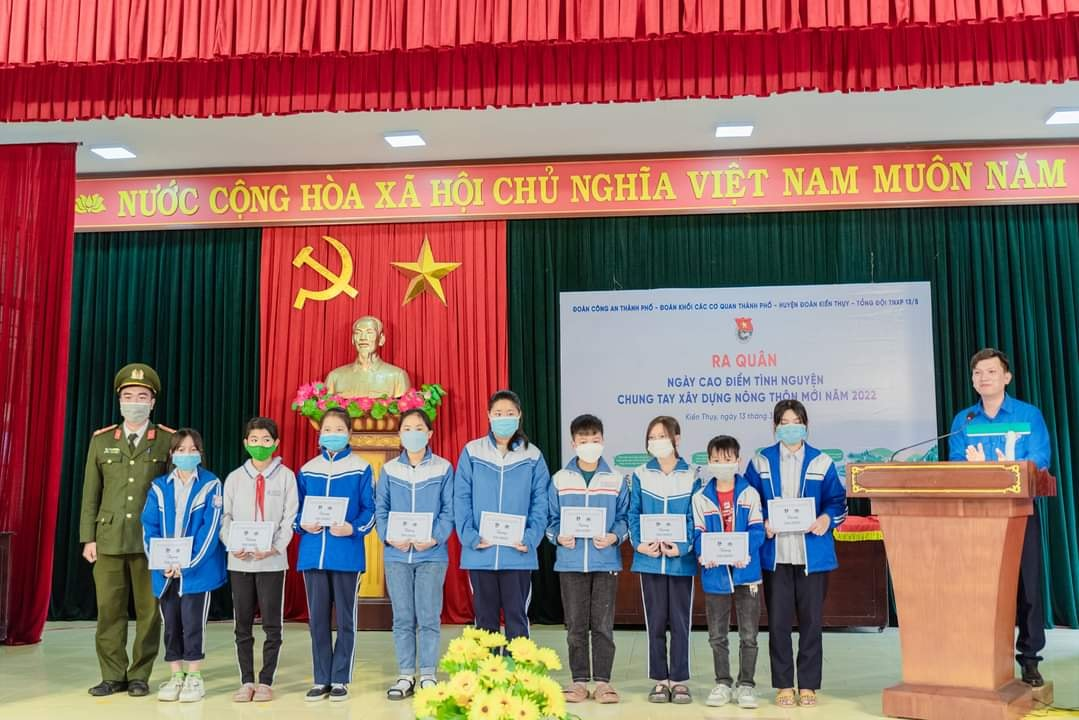 NƯỚC CỘNG HÒA XÃ HỘI CHỦ NGHĨA VIỆT NAM MUÔN NĂM
ĐOÀN CÔNG AN THÀNH PHỐ - ĐOÀN KHỐI CÁC CƠ QUAN THÀNH PHỐ - HUYỆN ĐOÀN KIẾN THỤY - TỔNG ĐỘI TNXP 13/5
RA QUÂN
NGÀY CAO ĐIỂM TÌNH NGUYỆN
CHUNG TAY XÂY DỰNG NÔNG THÔN MỚI NĂM 2022
Kiến Thụy, ngày 13 tháng